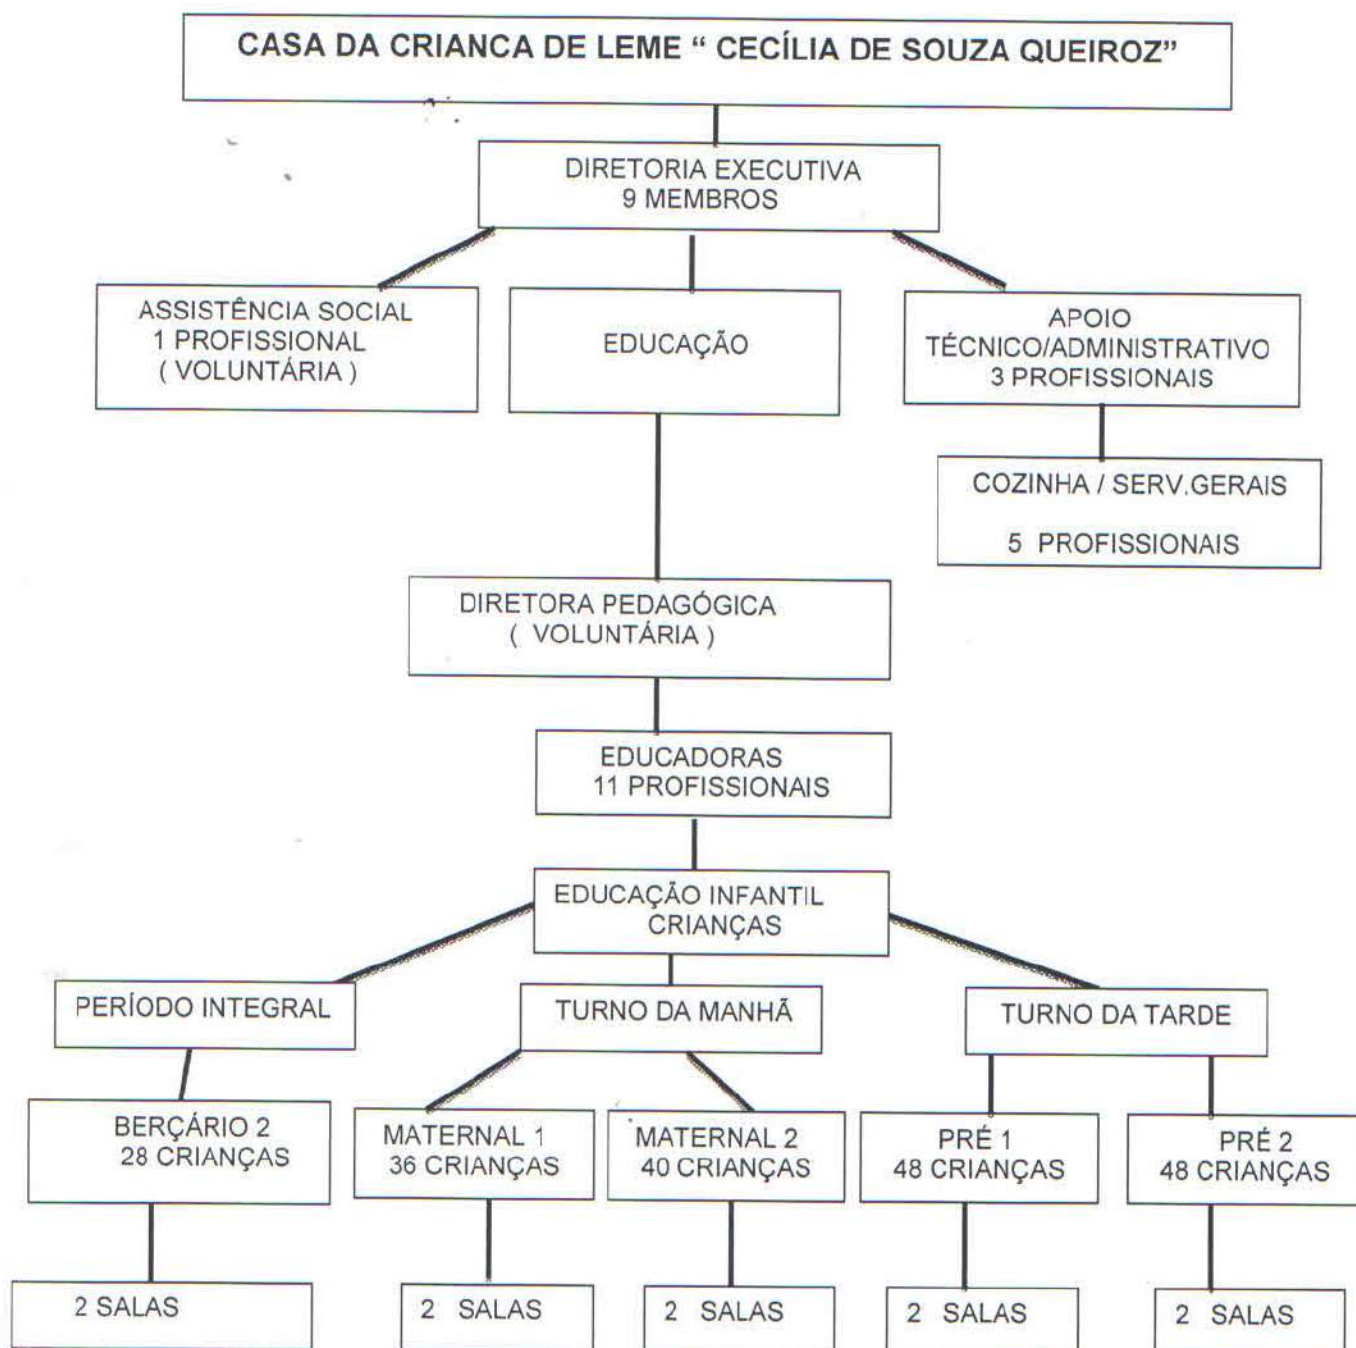 CASA DA CRIANCA DE LEME “ CECÍLIA DE SOUZA QUEIROZ”
DIRETORIA EXECUTIVA
9 MEMBROS
ASSISTÊNCIA SOCIAL
1 PROFISSIONAL
( VOLUNTÁRIA )
EDUCAÇÃO
APOIO
TÉCNICO/ADMINISTRATIVO
3 PROFISSIONAIS
COZINHA / SERV.GERAIS
5 PROFISSIONAIS
DIRETORA PEDAGÓGICA
( VOLUNTÁRIA )
EDUCADORAS
11 PROFISSIONAIS
EDUCAÇÃO INFANTIL
CRIANÇAS
PERÍODO INTEGRAL
TURNO DA MANHÃ
TURNO DA TARDE
BERÇÁRIO 2
28 CRIANÇAS
MATERNAL 1
36 CRIANÇAS
MATERNAL 2
40 CRIANÇAS
PRÉ 1
48 CRIANÇAS
PRÉ 2
48 CRIANÇAS
2 SALAS
2 SALAS
2 SALAS
2 SALAS
2 SALAS